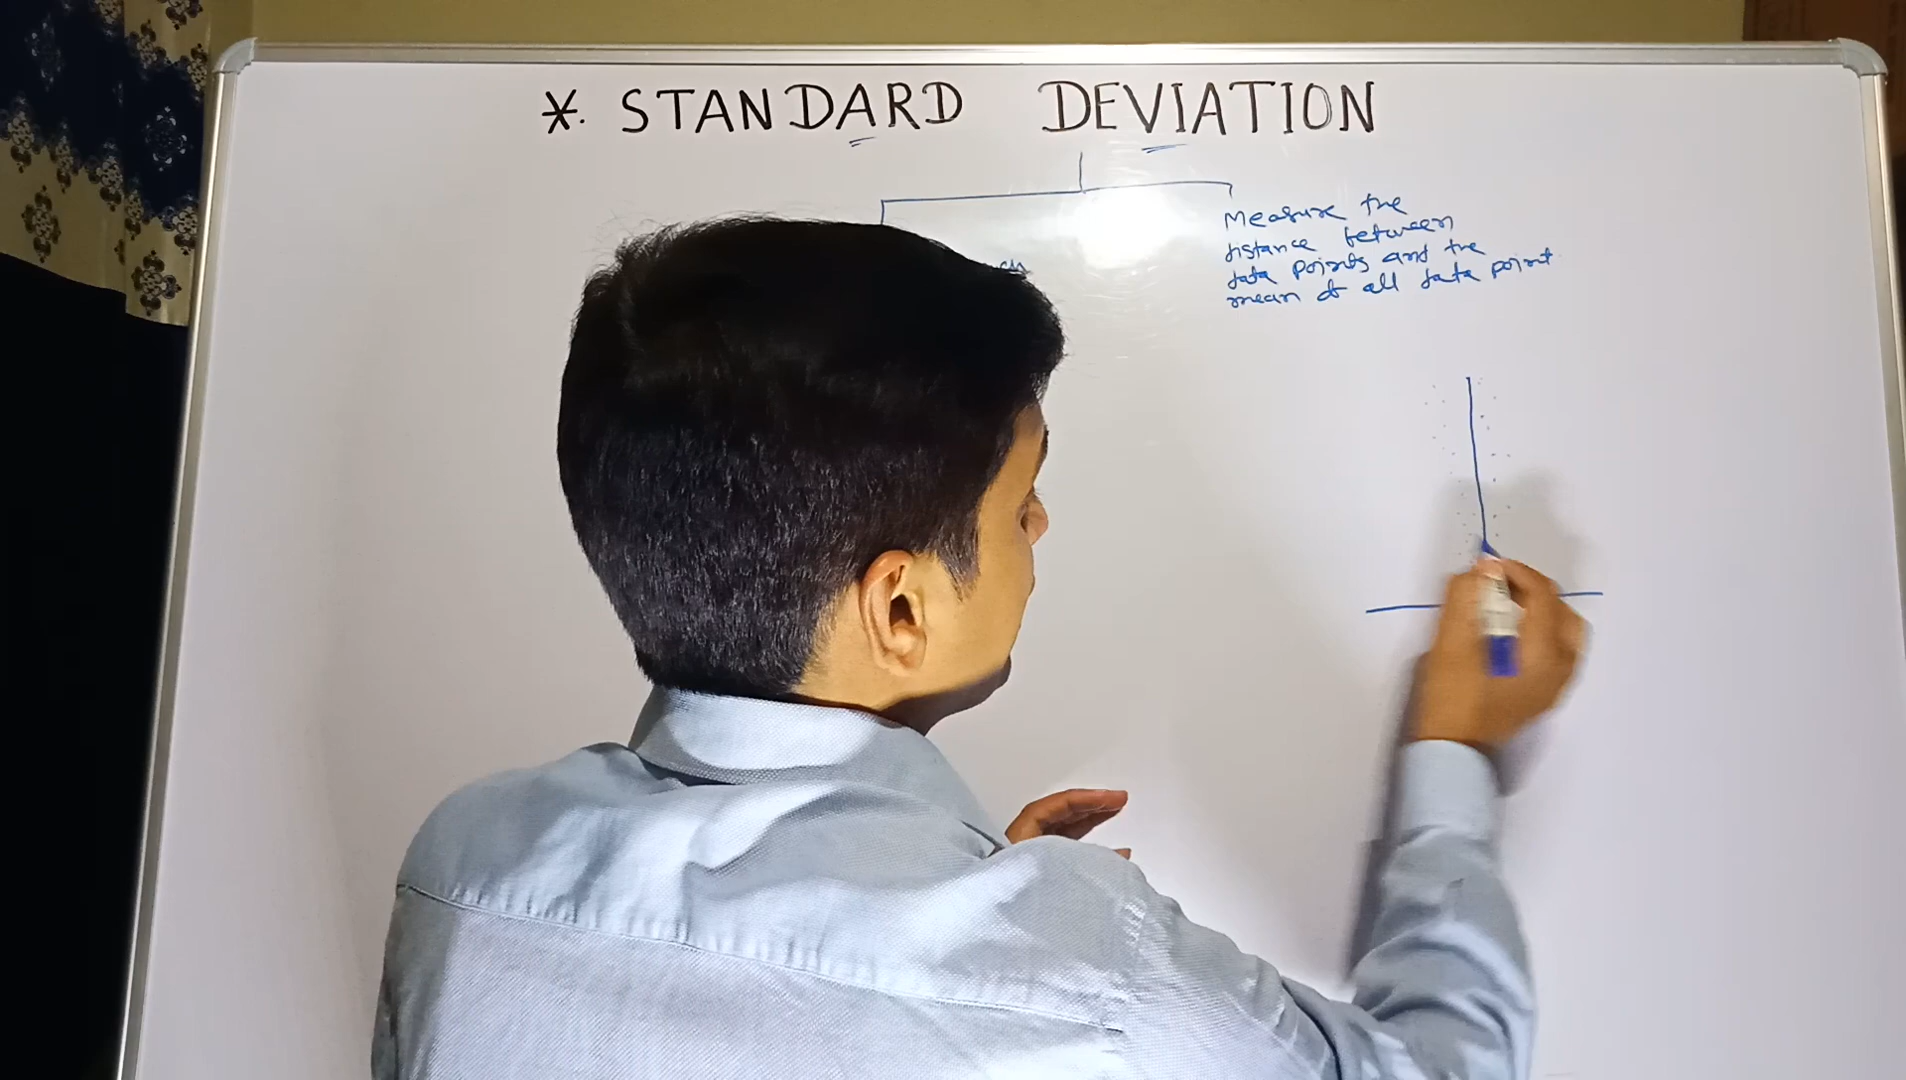 *. STANDARD DEVIATION
Measure the
distance between
data points and the
mean of all data point